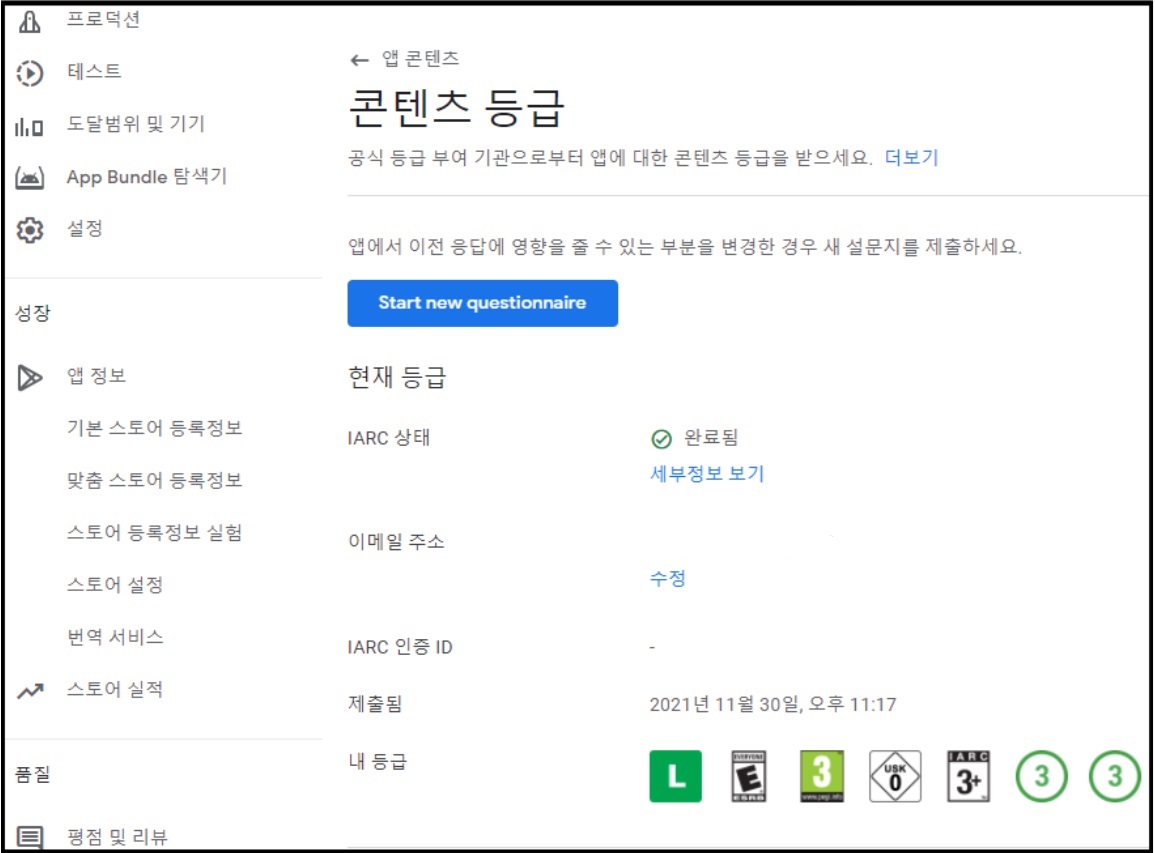 프로덕션
테스트
도달범위 및 기기
App Bundle 탐색기
설정
성장
앱 정보
기본 스토어 등록정보
맞춤 스토어 등록정보
스토어 등록정보 실험
스토어 설정
번역 서비스
스토어 실적
품질
평점 및 리뷰
← 앱 콘텐츠
콘텐츠 등급
공식 등급 부여 기관으로부터 앱에 대한 콘텐츠 등급을 받으세요. 더보기
앱에서 이전 응답에 영향을 줄 수 있는 부분을 변경한 경우 새 설문지를 제출하세요.
Start new questionnaire
현재 등급
IARC 상태 완료됨
세부정보 보기
이메일 주소
수정
IARC 인증 ID -
제출됨 2021년 11월 30일, 오후 11:17
내 등급
L
EVERYONE
E
ESRB
3
www.pegi.info
USK
0
IARC
3+
3
3